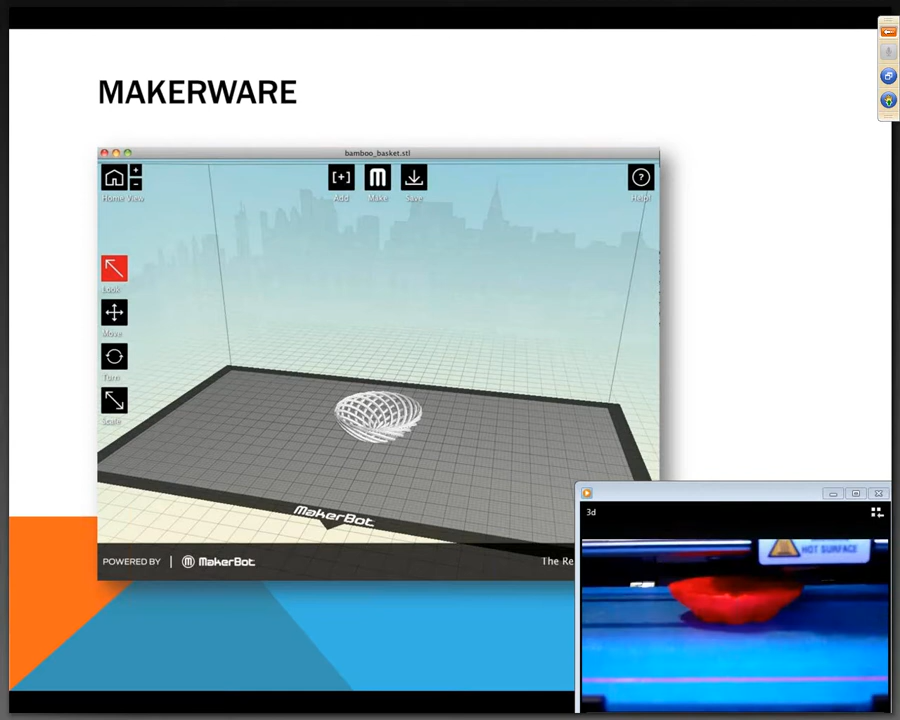 MAKERWARE
bamboo_basket.stl
+
-
Home View
[+]
Add
M
Make
Save
?
Help!
Look
Move
Turn
Scale
MakerBot
POWERED BY | M MakerBot
The Re
3d
HOT SURFACE